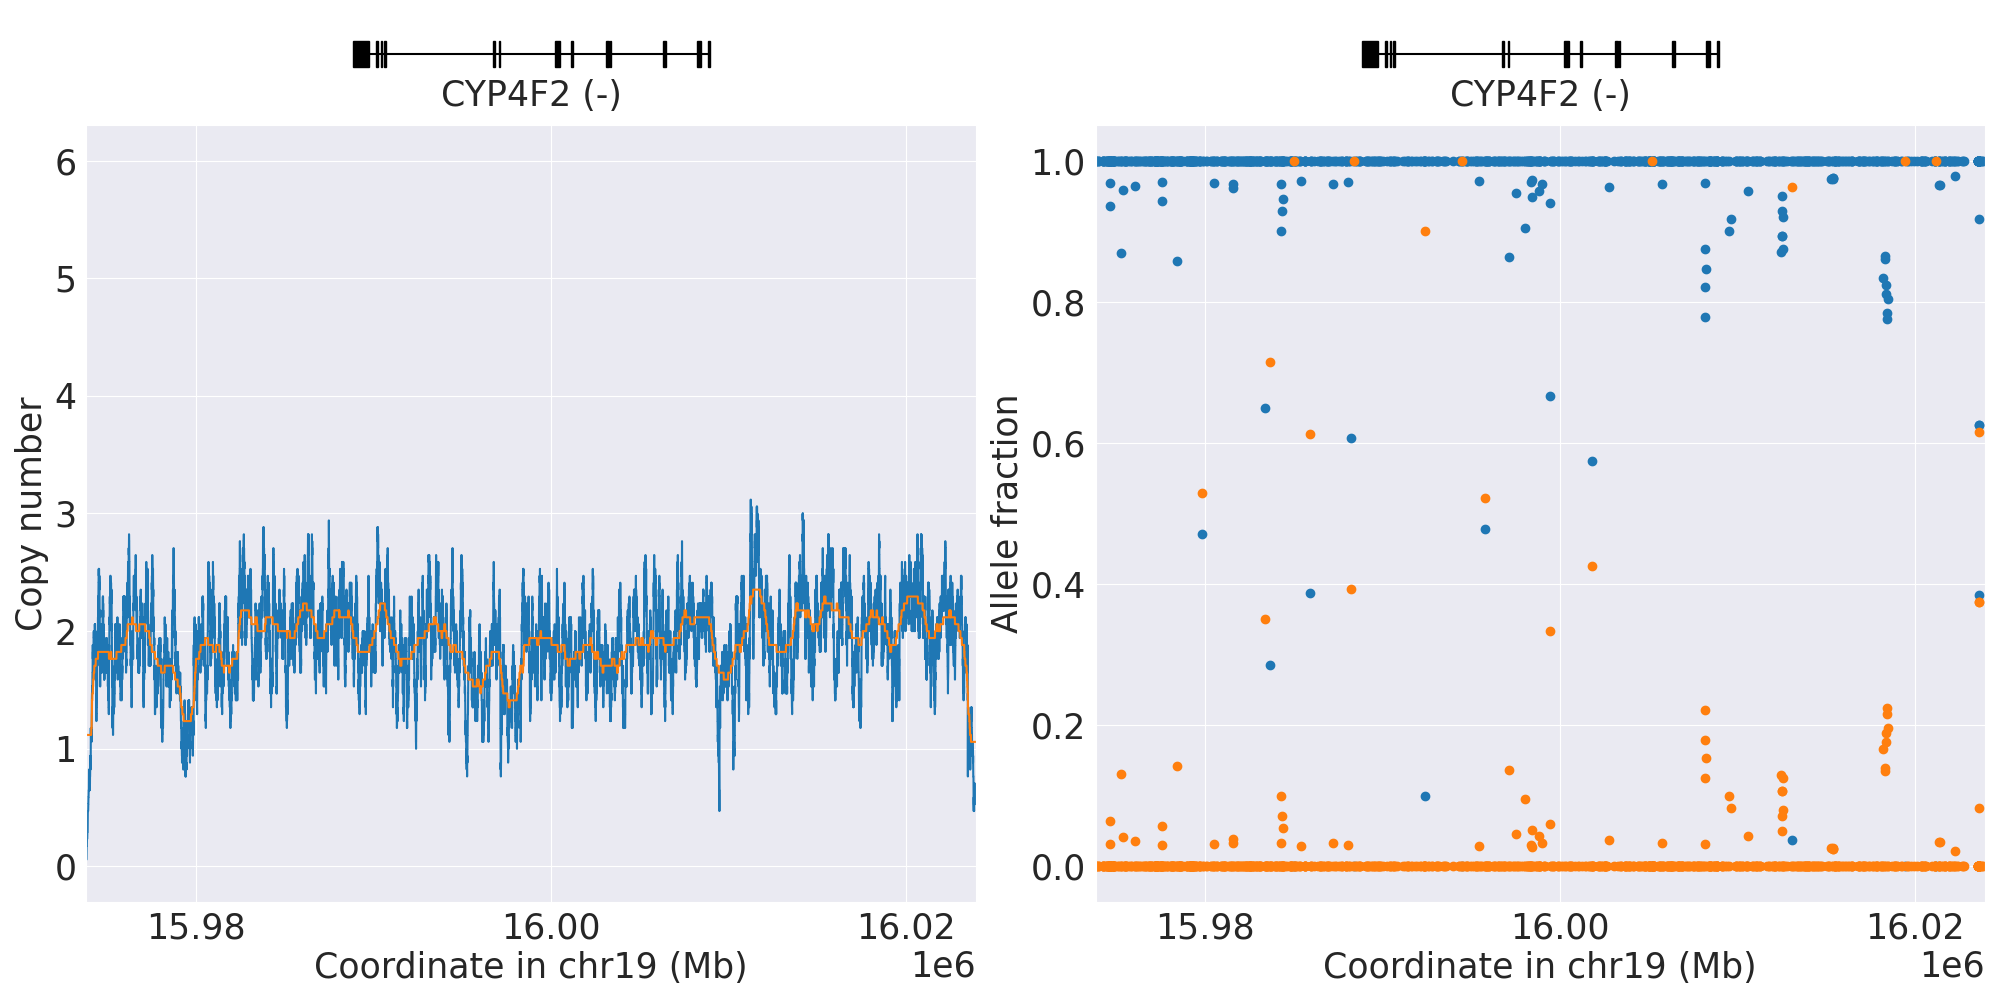 CYP4F2 (-)
6
5
4
3
2
1
0
Copy number
15.98
16.00
16.02
Coordinate in chr19 (Mb)
1e6
CYP4F2 (-)
1.0
0.8
0.6
0.4
0.2
0.0
Allele fraction
15.98
16.00
16.02
Coordinate in chr19 (Mb)
1e6